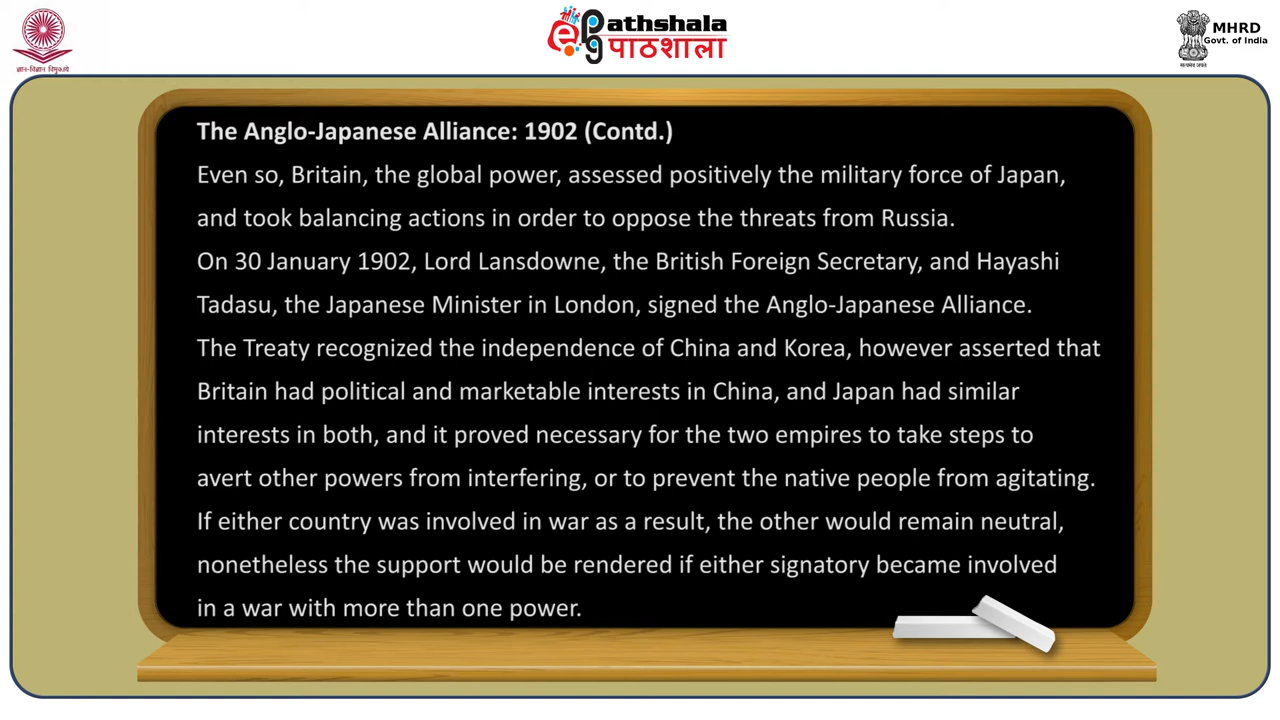 ज्ञान-विज्ञान विमुक्तये
Pathshala
पाठशाला
MHRD
Govt. of India
सत्यमेव जयते
The Anglo-Japanese Alliance: 1902 (Contd.)
Even so, Britain, the global power, assessed positively the military force of Japan,
and took balancing actions in order to oppose the threats from Russia.
On 30 January 1902, Lord Lansdowne, the British Foreign Secretary, and Hayashi
Tadasu, the Japanese Minister in London, signed the Anglo-Japanese Alliance.
The Treaty recognized the independence of China and Korea, however asserted that
Britain had political and marketable interests in China, and Japan had similar
interests in both, and it proved necessary for the two empires to take steps to
avert other powers from interfering, or to prevent the native people from agitating.
If either country was involved in war as a result, the other would remain neutral,
nonetheless the support would be rendered if either signatory became involved
in a war with more than one power.